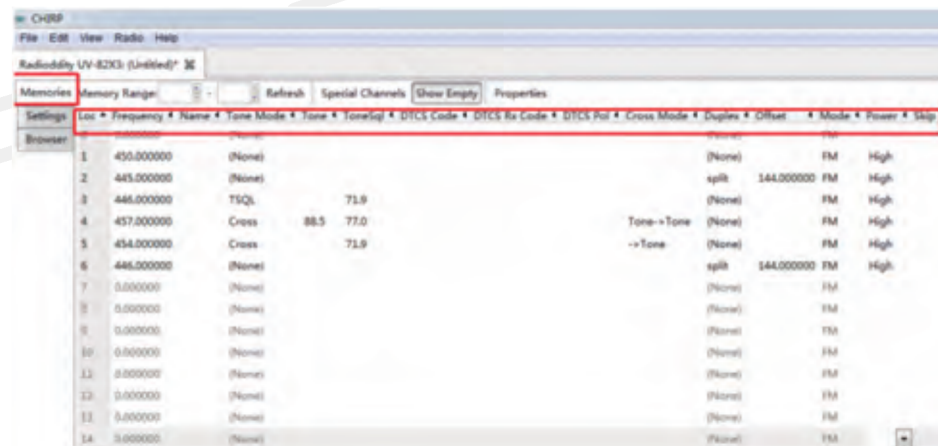 CHIRP
File Edit View Radio Help
Radioddity UV-82X3: (Untitled)*
Memories Memory Range: - Refresh Special Channels Show Empty Properties
Settings Loc Frequency Name Tone Mode Tone ToneSql DTCS Code DTCS Rx Code DTCS Pol Cross Mode Duplex Offset Mode Power Skip
Browser 0 0.000000 (None) (None) FM
1 450.000000 (None) (None) FM High
2 445.000000 (None) split 144.000000 FM High
3 446.000000 TSQL 71.9 (None) FM High
4 457.000000 Cross 88.5 77.0 Tone->Tone (None) FM High
5 454.000000 Cross 71.9 ->Tone (None) FM High
6 446.000000 (None) split 144.000000 FM High
7 0.000000 (None) (None) FM
8 0.000000 (None) (None) FM
9 0.000000 (None) (None) FM
10 0.000000 (None) (None) FM
11 0.000000 (None) (None) FM
12 0.000000 (None) (None) FM
13 0.000000 (None) (None) FM
14 0.000000 (None) (None) FM